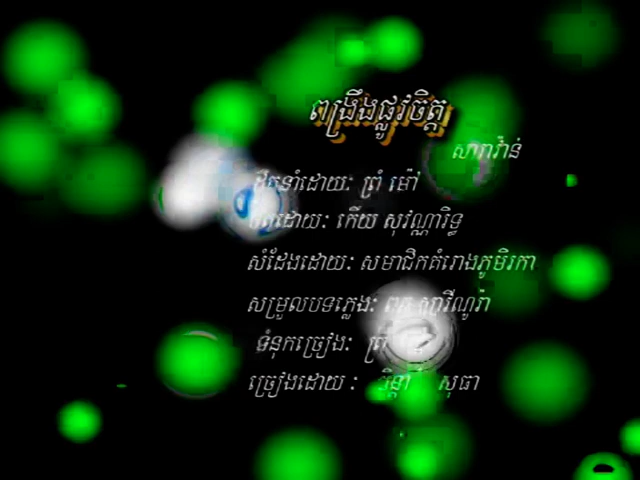 ពង្រឹងផ្លូវចិត្ត
សារាវ៉ាន់
ដឹកនាំដោយៈ ព្រំ ម៉ៅ
ដោយៈ កើយ សុវណ្ណារិទ្ធ
សំដែងដោយៈ សមាជិកគំរោងភូមិរកា
សម្រួលបទភ្លេងៈ
ទំនុកច្រៀងៈ ព្រំ
ច្រៀងដោយ ៈ សុធា